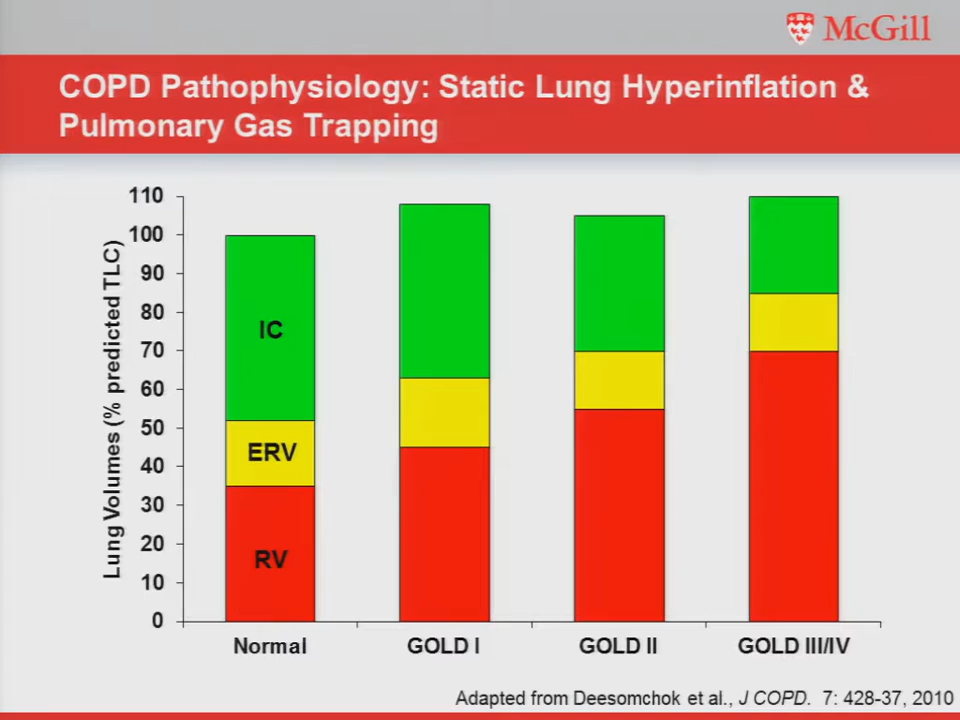 McGill
COPD Pathophysiology: Static Lung Hyperinflation &
Pulmonary Gas Trapping
Lung Volumes (% predicted TLC)
110
100
90
80
70
60
50
40
30
20
10
0
IC
ERV
RV
Normal
GOLD I
GOLD II
GOLD III/IV
Adapted from Deesomchok et al., J COPD. 7: 428-37, 2010